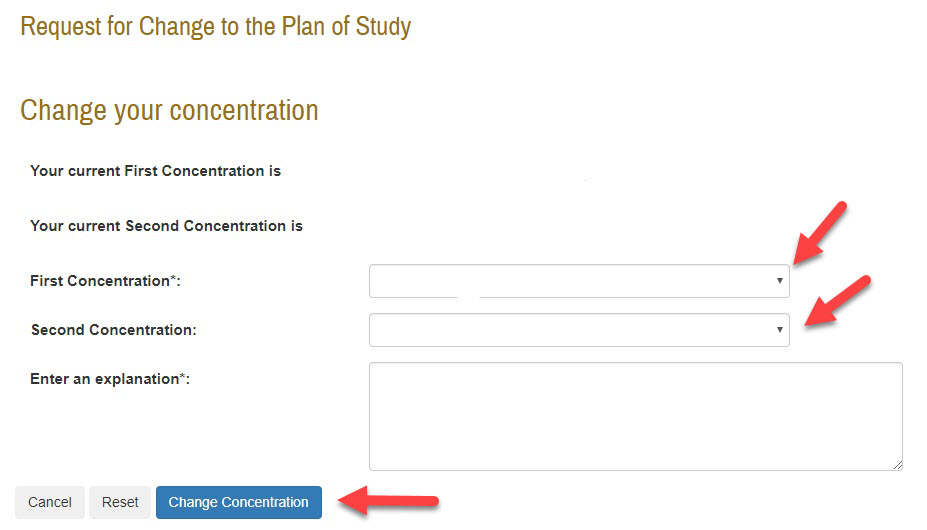 Request for Change to the Plan of Study
Change your concentration
Your current First Concentration is
Your current Second Concentration is
First Concentration*:
Second Concentration:
Enter an explanation*:
Cancel Reset Change Concentration